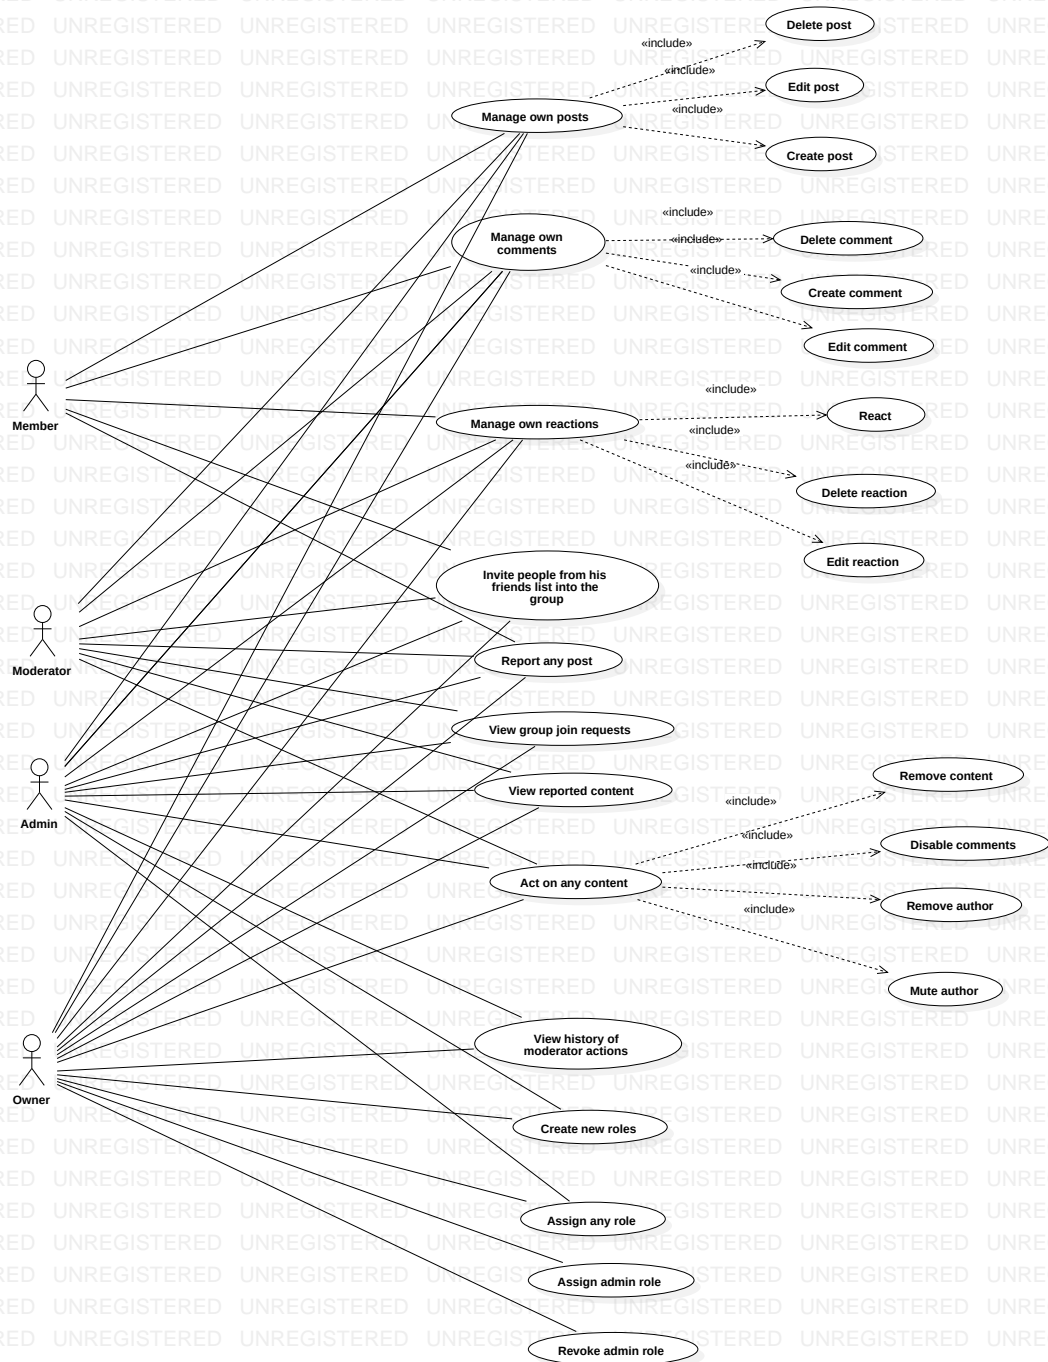 Delete post
«include»
«include»
Edit post
«include»
Manage own posts
Create post
«include»
Manage own
comments
«include»
Delete comment
«include»
Create comment
Edit comment
Member
«include»
React
Manage own reactions
«include»
«include»
Delete reaction
Edit reaction
Invite people from his
friends list into the
group
Moderator
Report any post
View group join requests
Admin
View reported content
Remove content
«include»
«include»
Disable comments
«include»
Act on any content
Remove author
«include»
Mute author
View history of
moderator actions
Owner
Create new roles
Assign any role
Assign admin role
Revoke admin role
UNREGISTERED